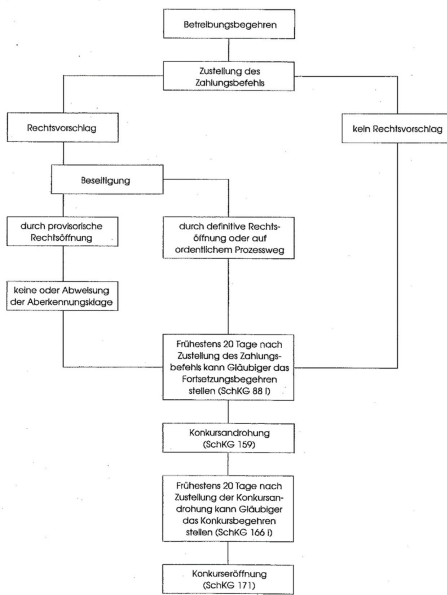 Betreibungsbegehren
Zustellung des
Zahlungsbefehls
Rechtsvorschlag
kein Rechtsvorschlag
Beseitigung
durch provisorische
Rechtsöffnung
durch definitive Rechts-
öffnung oder auf
ordentlichem Prozessweg
keine oder Abweisung
der Aberkennungsklage
Frühestens 20 Tage nach
Zustellung des Zahlungs-
befehls kann Gläubiger das
Fortsetzungsbegehren
stellen (SchKG 88 I)
Konkursandrohung
(SchKG 159)
Frühestens 20 Tage nach
Zustellung der Konkursan-
drohung kann Gläubiger
das Konkursbegehren
stellen (SchKG 166 I)
Konkurseröffnung
(SchKG 171)